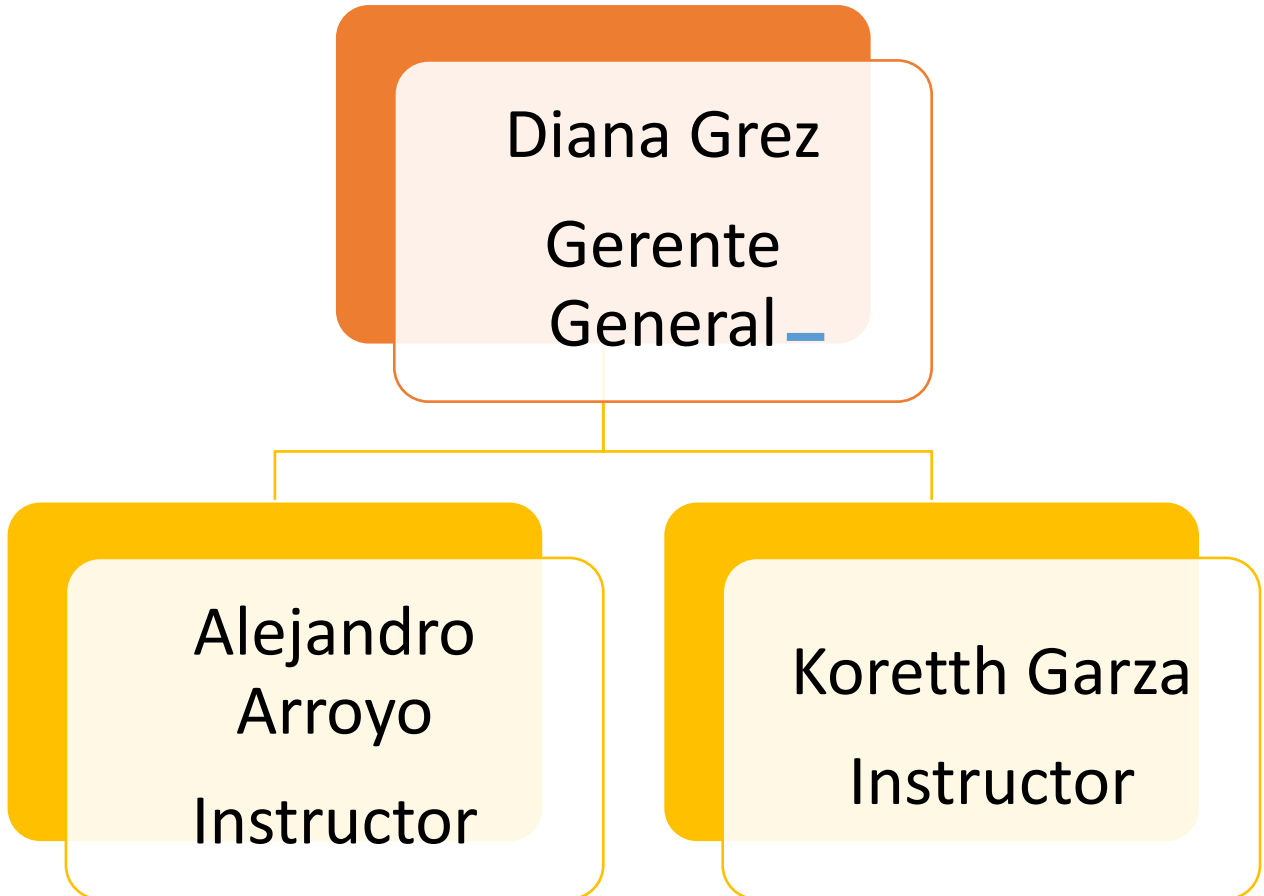 Diana Grez
Gerente
General
Alejandro
Arroyo
Instructor
Koretth Garza
Instructor